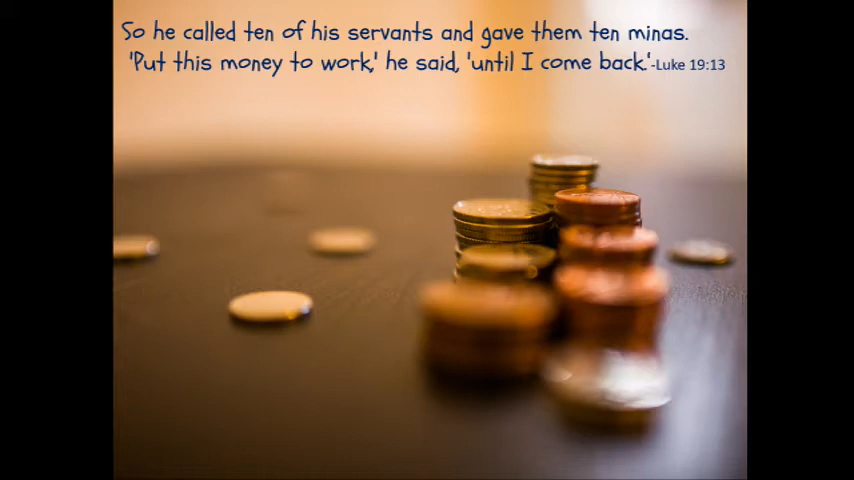 So he called ten of his servants and gave them ten minas.
'Put this money to work,' he said, 'until I come back.'-Luke 19:13